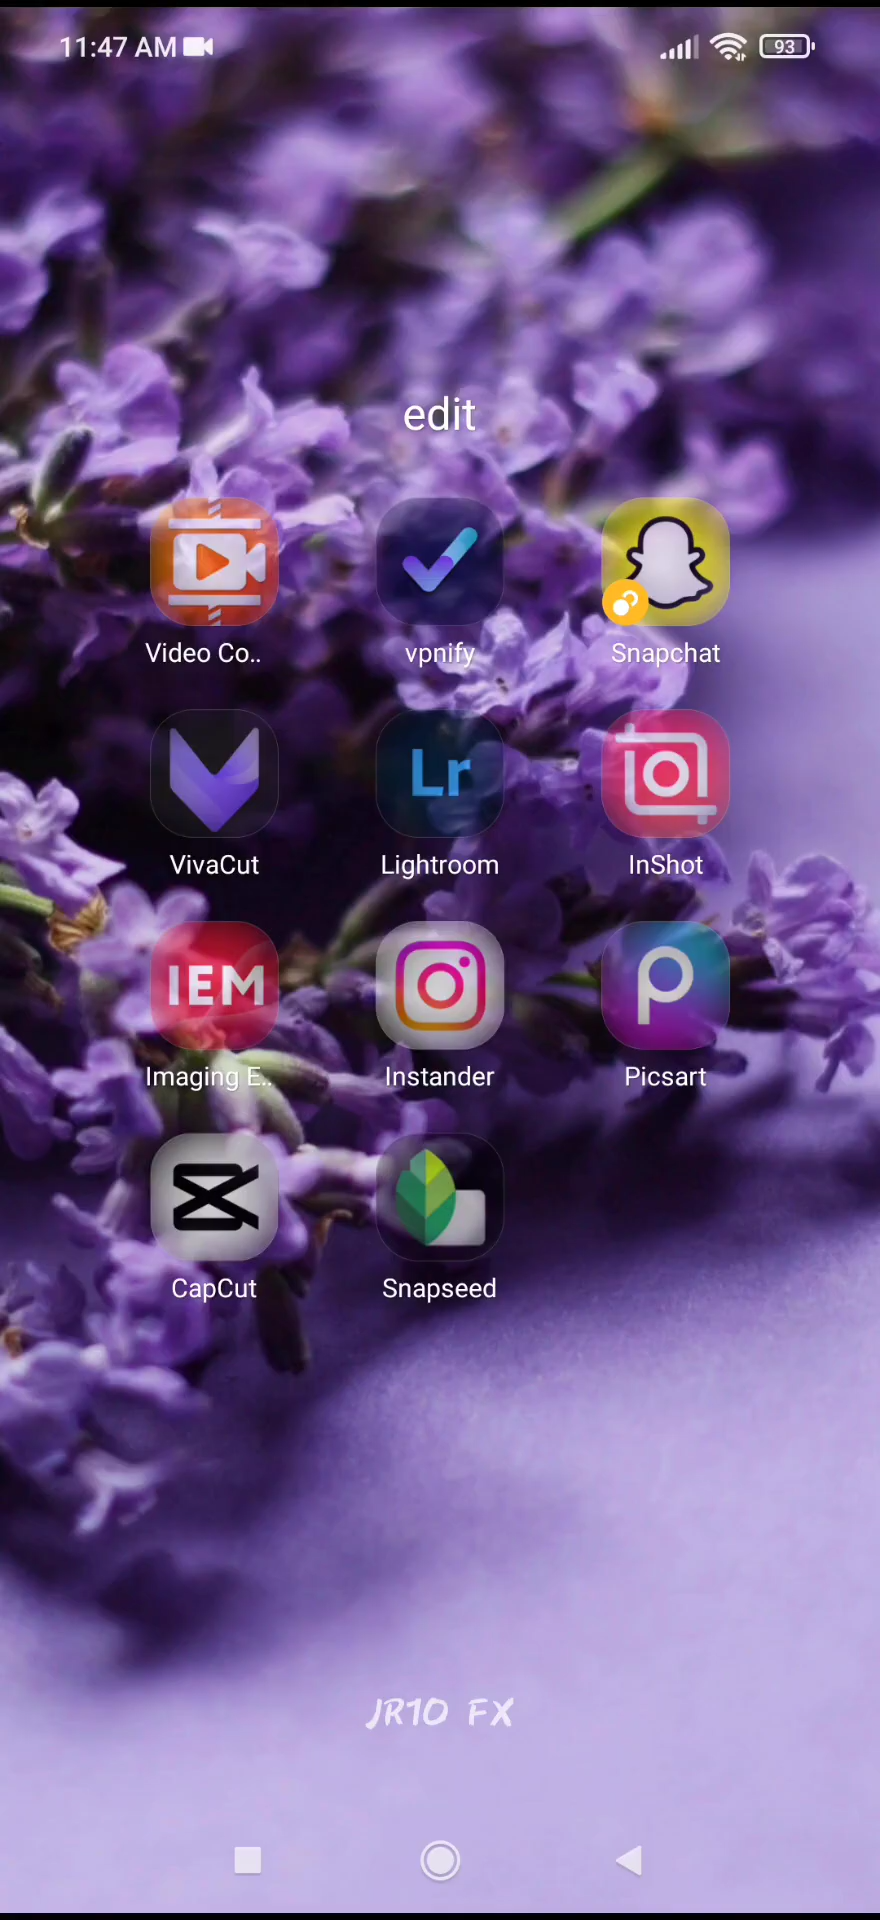 11:47 AM 93
edit
Video Co.. vpnify Snapchat
Lr
VivaCut Lightroom InShot
IEM
Imaging E.. Instander Picsart
CapCut Snapseed
JR10 FX